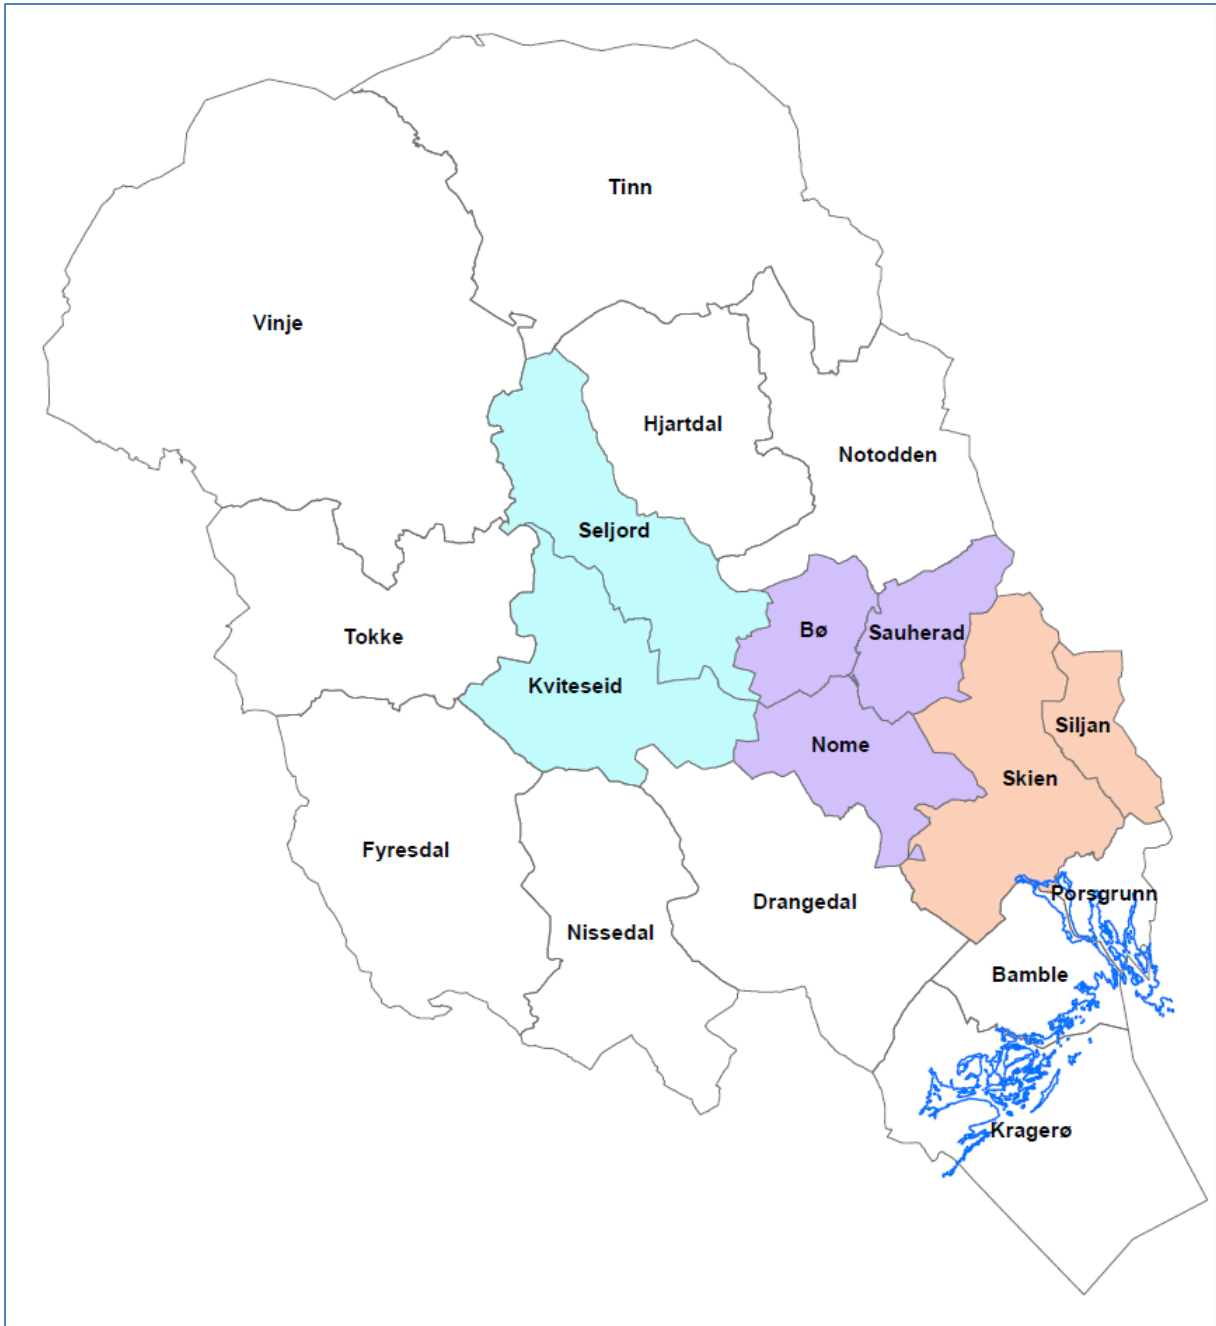 Tinn
Vinje
Hjartdal
Notodden
Seljord
Bø
Sauherad
Tokke
Kviteseid
Siljan
Nome
Skien
Fyresdal
Porsgrunn
Drangedal
Nissedal
Bamble
Kragerø